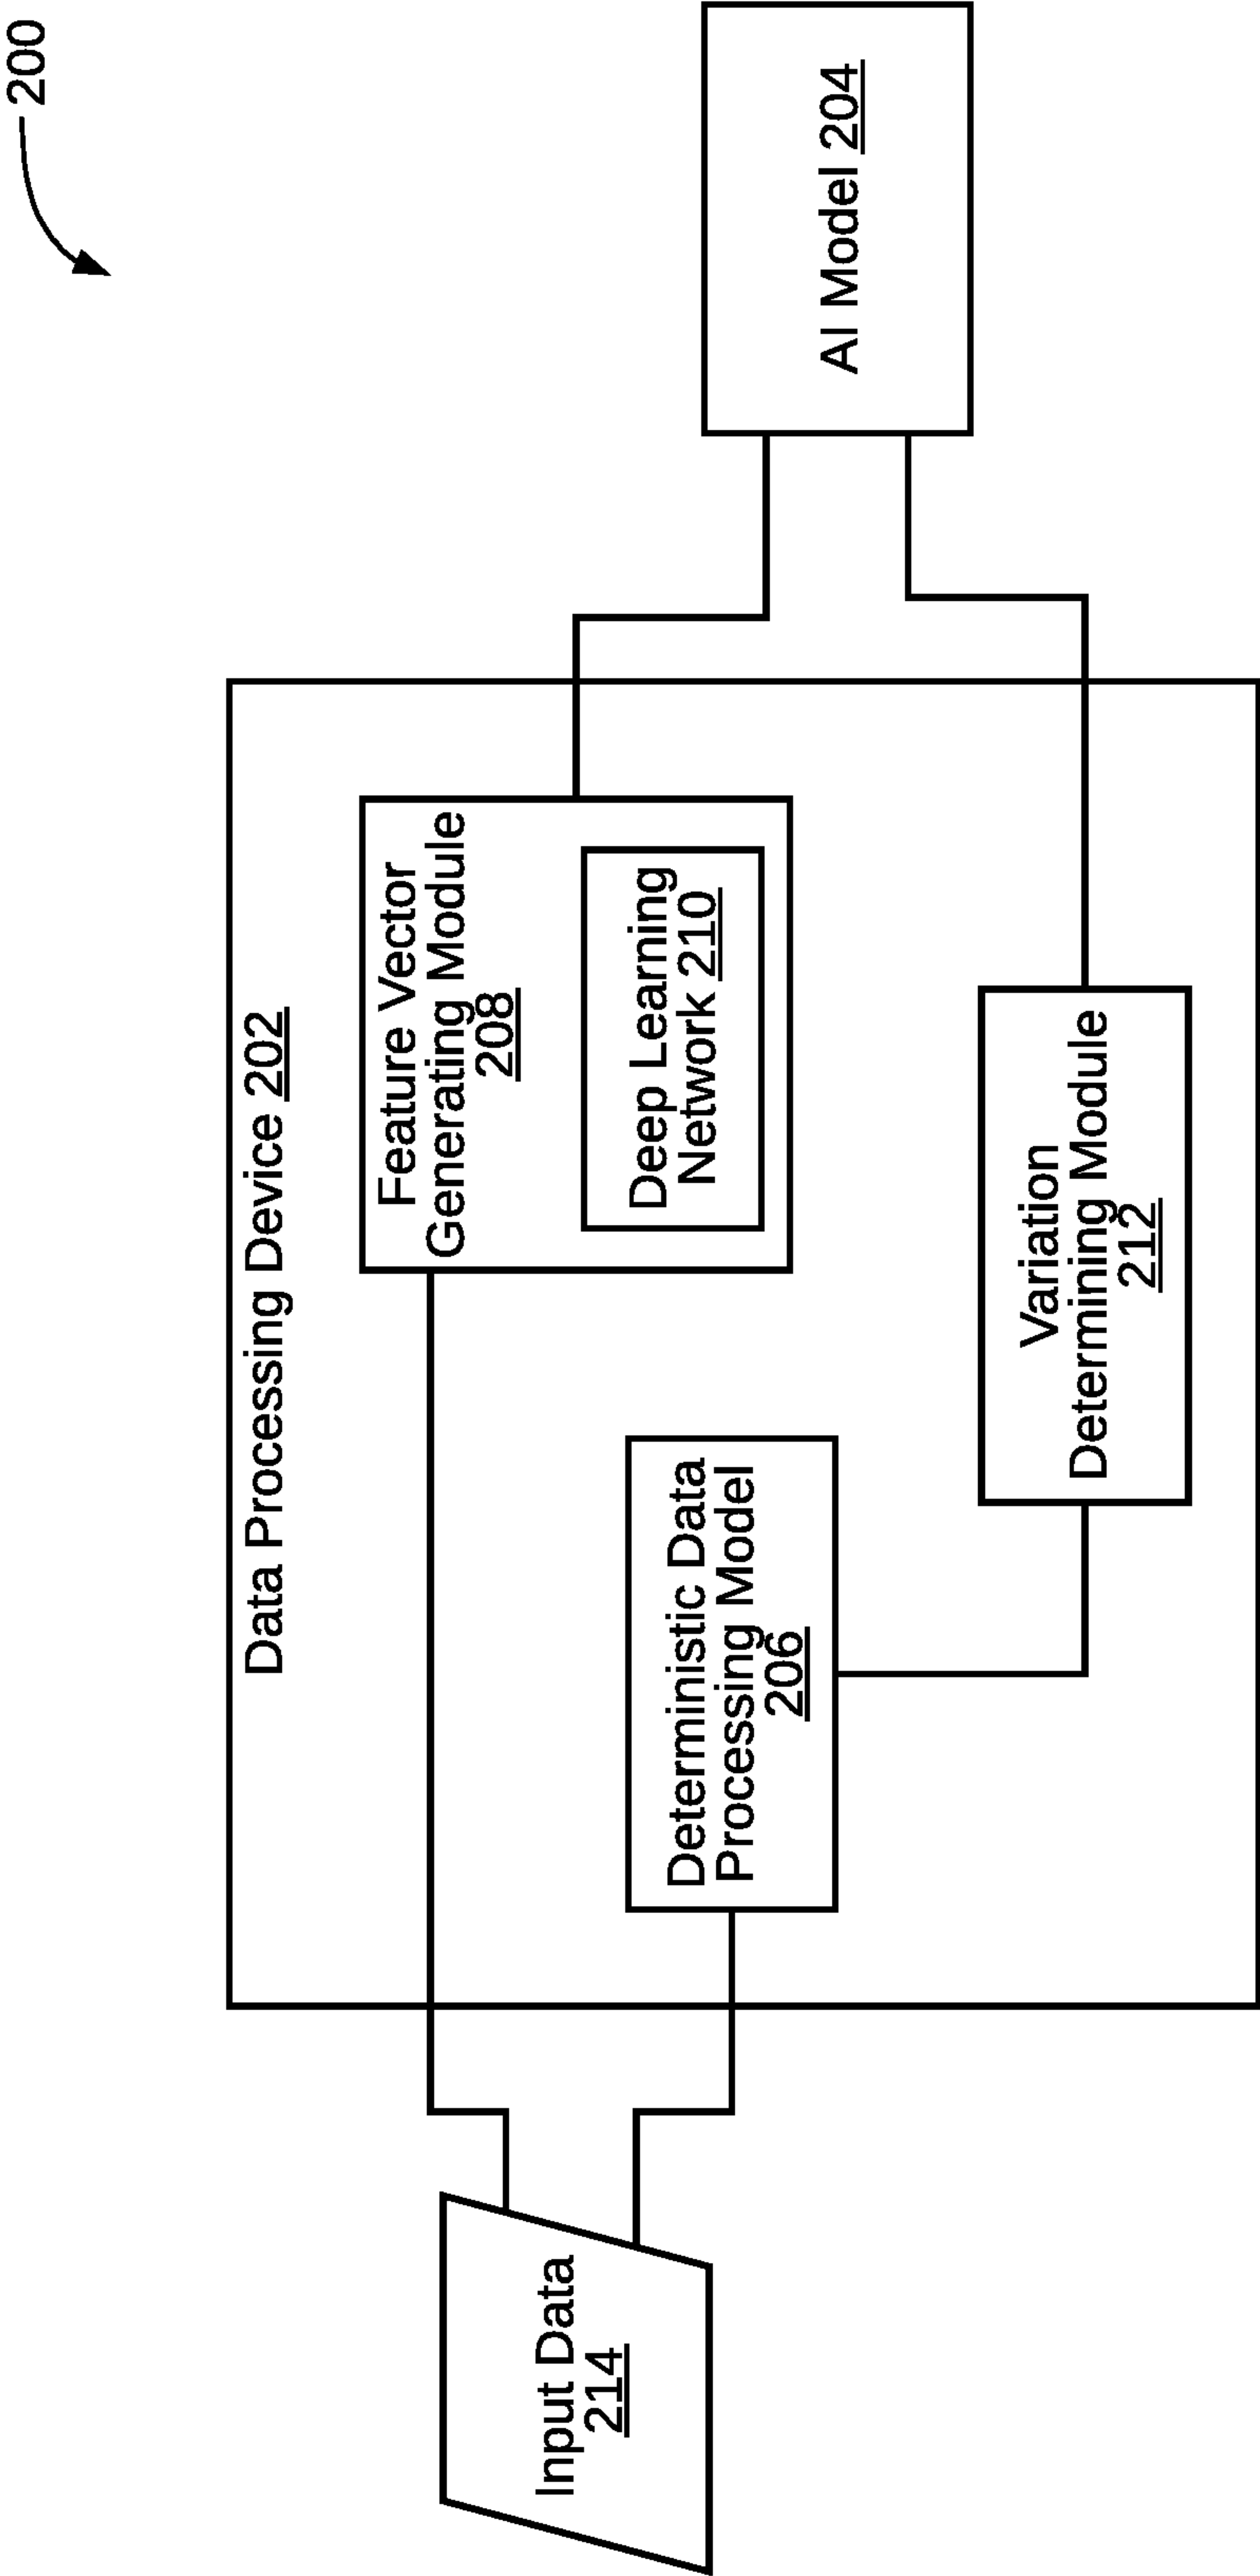 200
Data Processing Device 202
Feature Vector
Generating Module
208
Deep Learning
Network 210
Deterministic Data
Processing Model
206
Variation
Determining Module
212
Input Data
214
AI Model 204